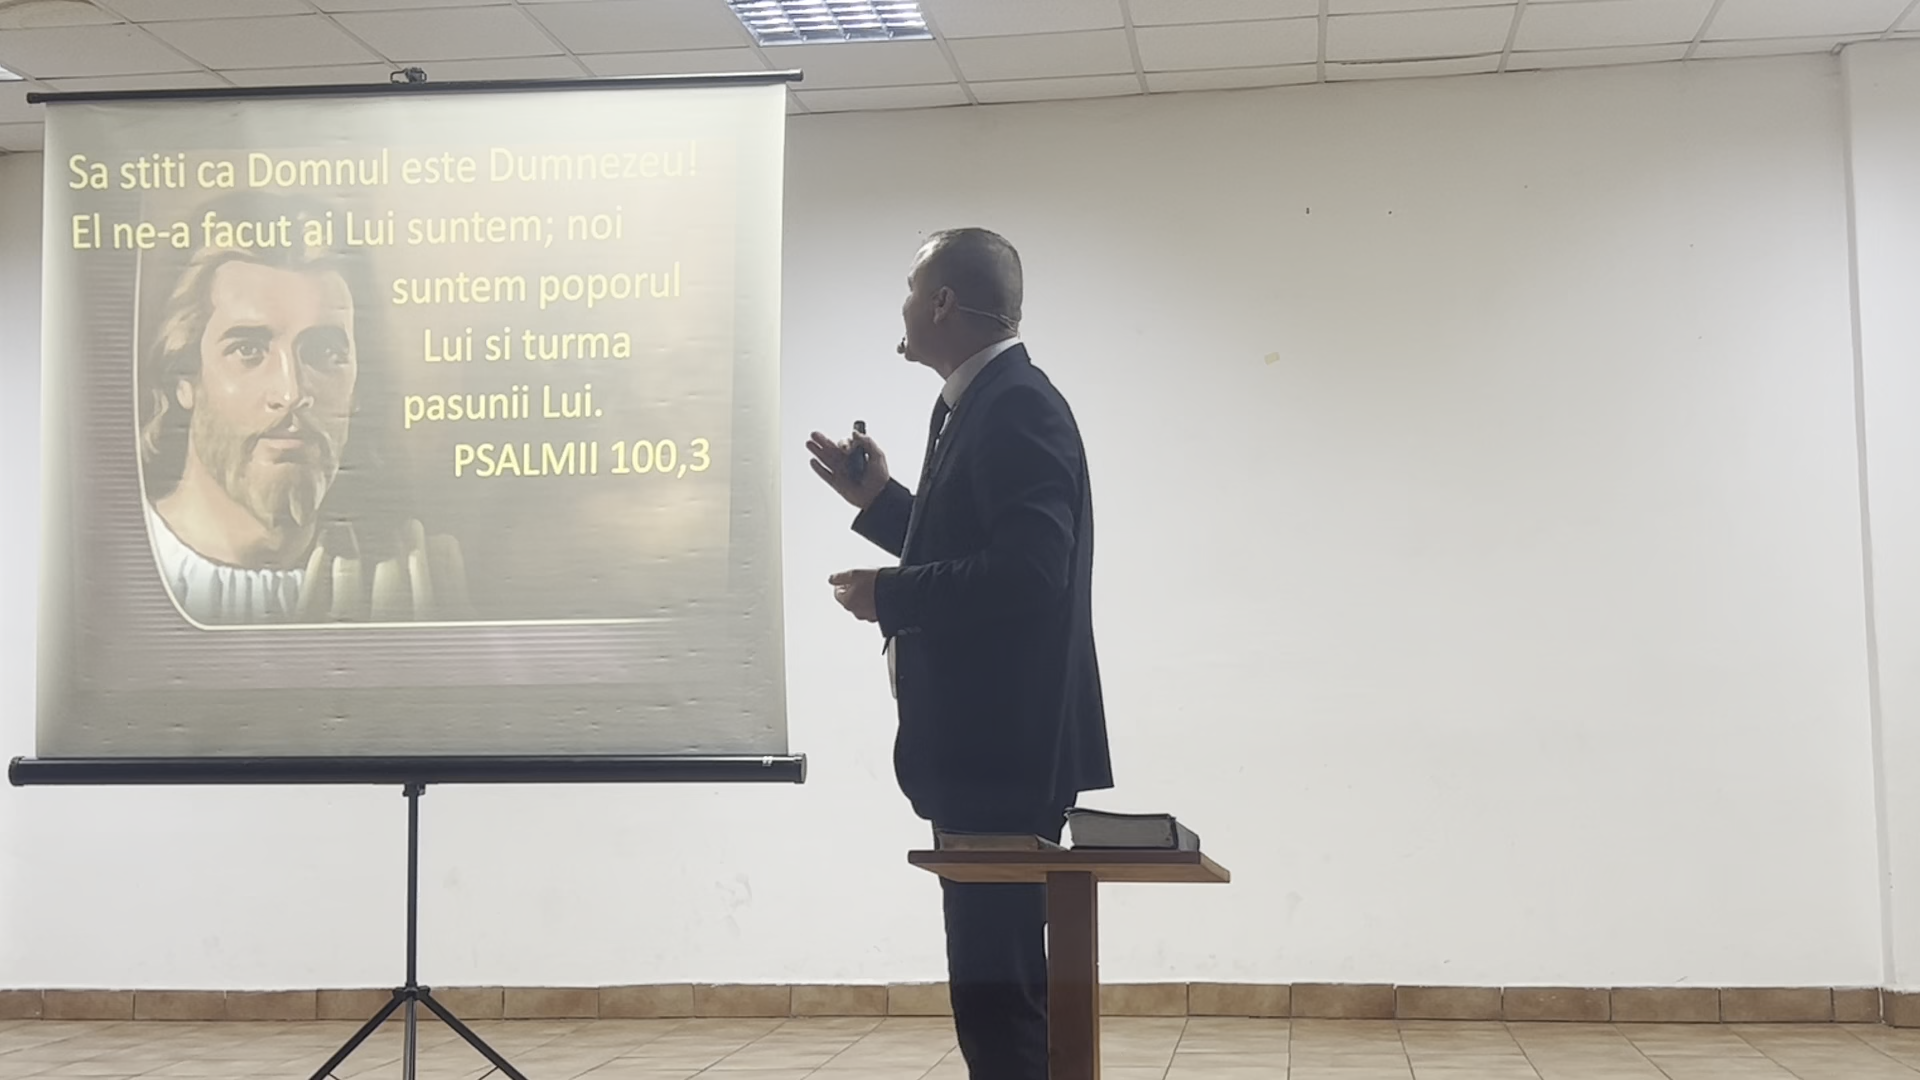 Sa stiti ca Domnul este Dumnezeu!
El ne-a facut ai Lui suntem; noi
suntem poporul
Lui si turma
pasunii Lui.
PSALMII 100,3